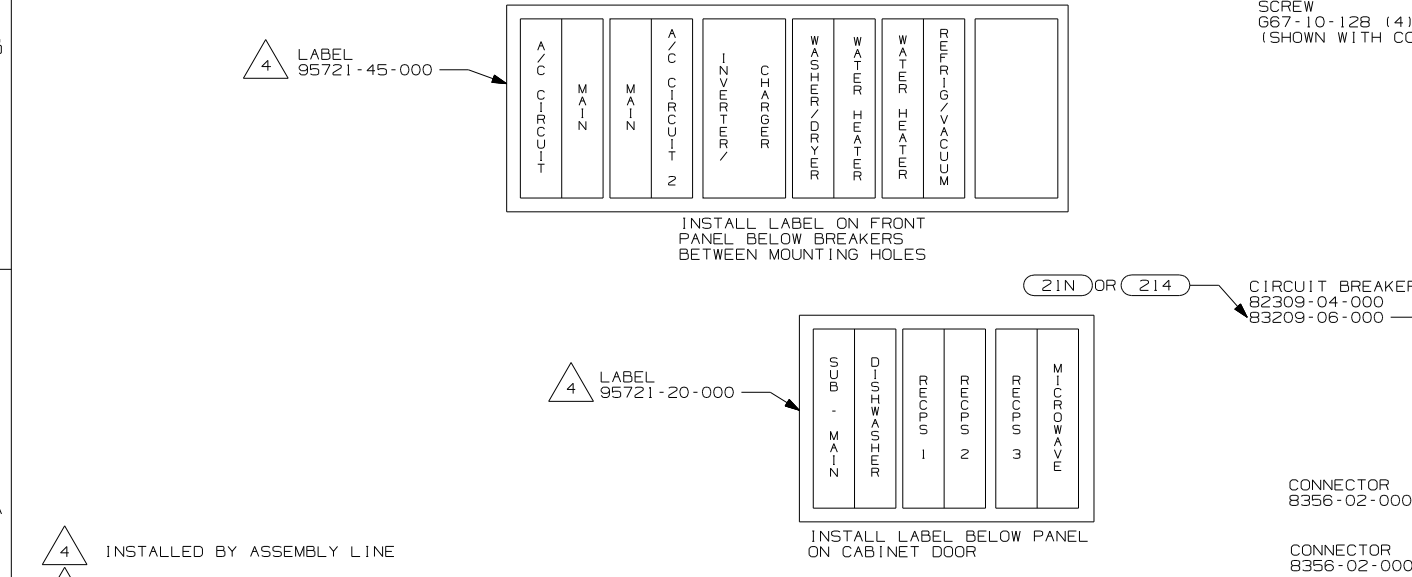 SCREW
G67-10-128 (4)
(SHOWN WITH CO
4
LABEL
95721-45-000
A/C CIRCUIT
MAIN
MAIN
A/C CIRCUIT 2
INVERTER/
CHARGER
WASHER/DRYER
WATER HEATER
WATER HEATER
REFRIG/VACUUM
INSTALL LABEL ON FRONT
PANEL BELOW BREAKERS
BETWEEN MOUNTING HOLES
21N OR 214
CIRCUIT BREAKER
82309-04-000
83209-06-000
4
LABEL
95721-20-000
SUB - MAIN
DISHWASHER
RECPS 1
RECPS 2
RECPS 3
MICROWAVE
INSTALL LABEL BELOW PANEL
ON CABINET DOOR
CONNECTOR
8356-02-000
CONNECTOR
8356-02-000
4 INSTALLED BY ASSEMBLY LINE